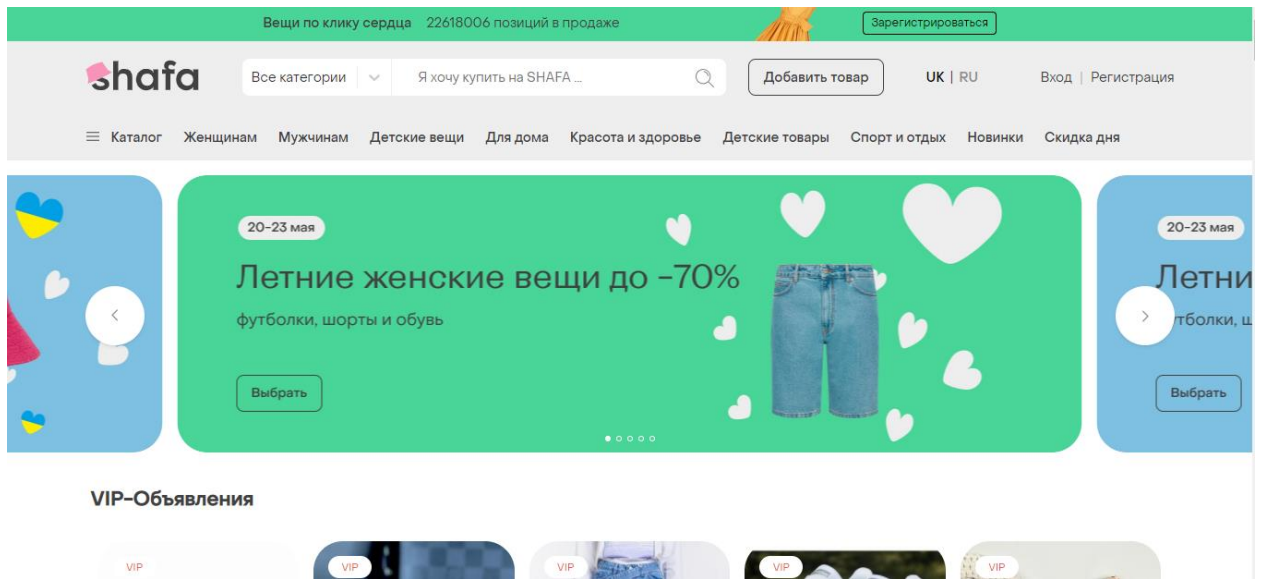 Вещи по клику сердца 22618006 позиций в продаже Зарегистрироваться
shafa Все категории Я хочу купить на SHAFA ... Добавить товар UK | RU Вход | Регистрация
Каталог Женщинам Мужчинам Детские вещи Для дома Красота и здоровье Детские товары Спорт и отдых Новинки Скидка дня
20-23 мая
Летние женские вещи до -70%
футболки, шорты и обувь
Выбрать
20-23 мая
Летни
тболки, ш
Выбрать
VIP-Объявления
VIP VIP VIP VIP VIP